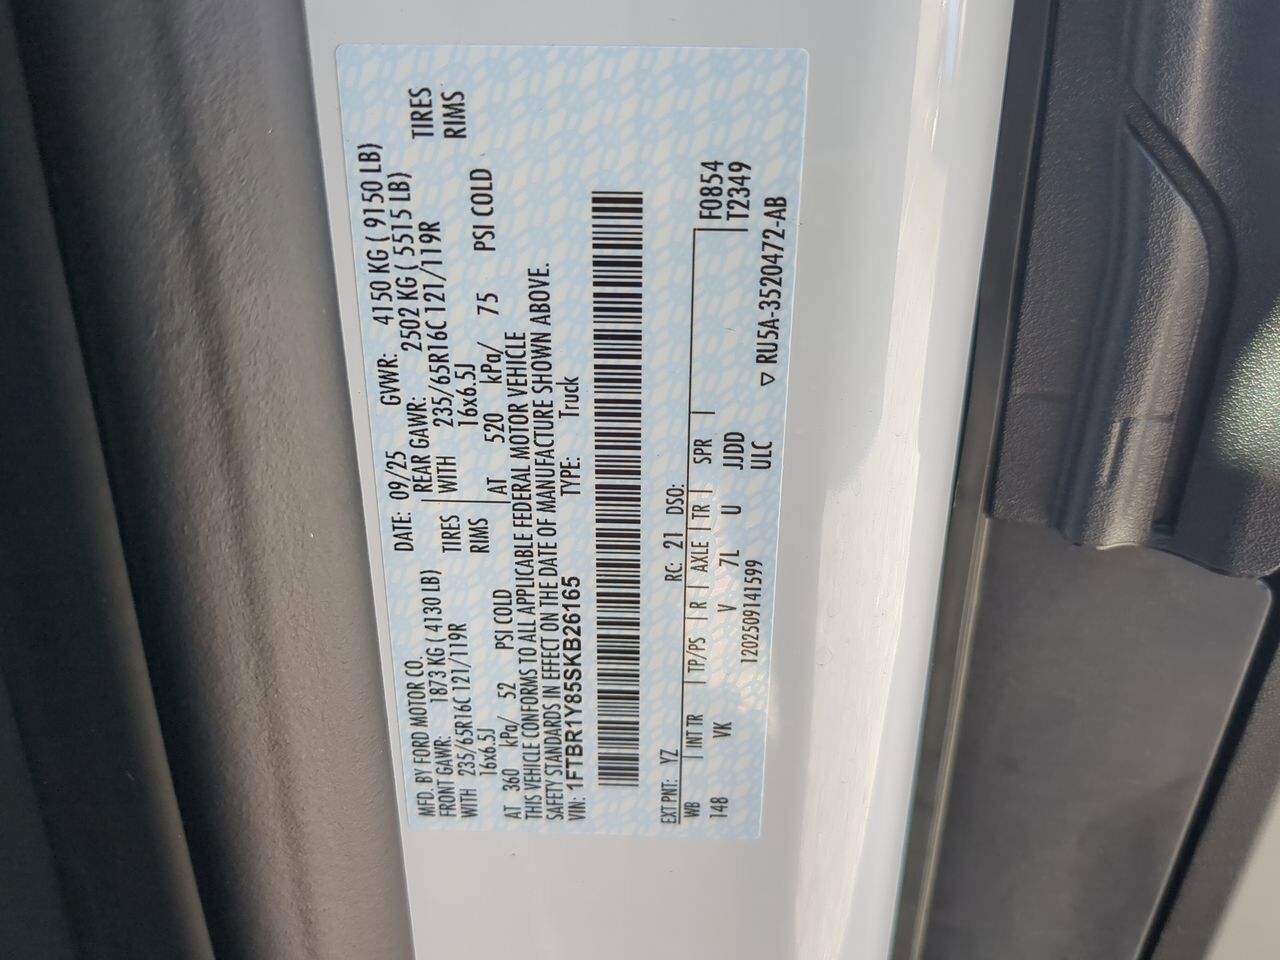 MFD. BY FORD MOTOR CO. DATE: 09/25 GVWR: 4150 KG ( 9150 LB)
FRONT GAWR: 1873 KG ( 4130 LB) REAR GAWR: 2502 KG ( 5515 LB)
WITH 235/65R16C 121/119R TIRES WITH 235/65R16C 121/119R TIRES
16x6.5J RIMS 16x6.5J RIMS
AT 360 kPa/ 52 PSI COLD AT 520 kPa/ 75 PSI COLD
THIS VEHICLE CONFORMS TO ALL APPLICABLE FEDERAL MOTOR VEHICLE
SAFETY STANDARDS IN EFFECT ON THE DATE OF MANUFACTURE SHOWN ABOVE.
VIN: 1FTBR1Y85SKB26165 TYPE: Truck
EXT PNT: YZ RC: 21 DSO:
WB INT TR TP/PS R AXLE TR SPR F0854
148 VK V 7L U JJDD T2349
1202509141599 ULC ▽ RU5A-3520472-AB